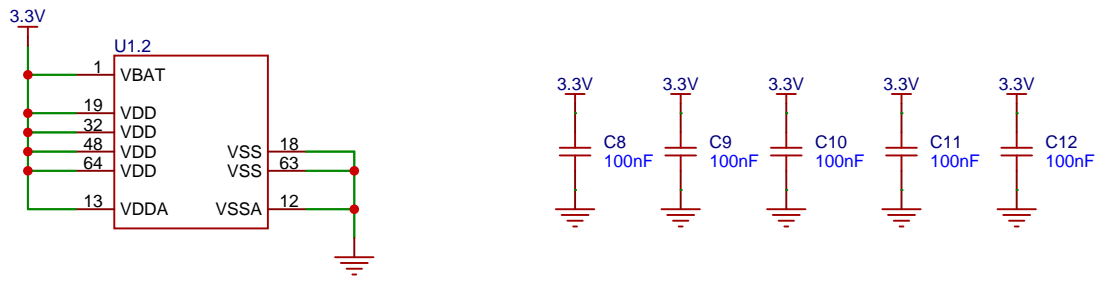 3.3V
U1.2
1 VBAT
19 VDD
32 VDD
48 VDD
64 VDD
13 VDDA
VSS 18
VSS 63
VSSA 12
3.3V 3.3V 3.3V 3.3V 3.3V
C8 C9 C10 C11 C12
100nF 100nF 100nF 100nF 100nF